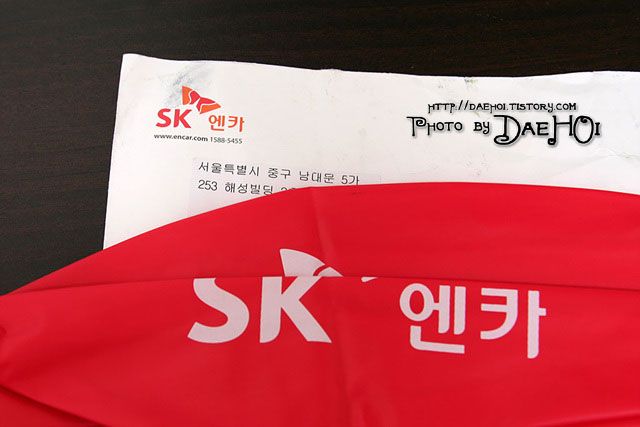 HTTP://DAEHOI.TISTORY.COM
PHOTO BY DAEHOI
SK 엔카
www.encar.com 1588-5455
서울특별시 중구 남대문 5가
253 해성빌딩
SK 엔카